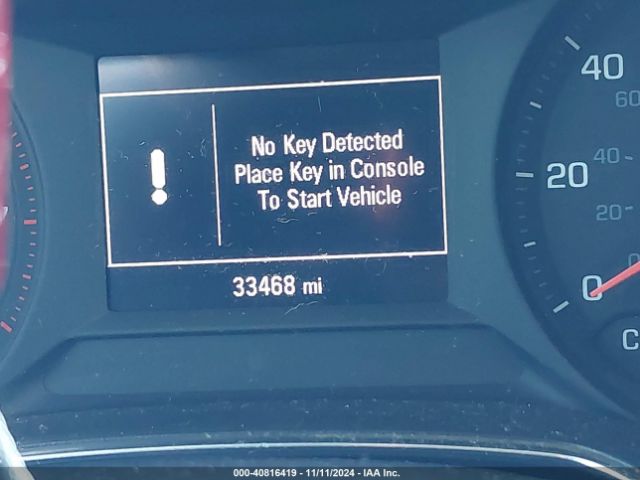 No Key Detected
Place Key in Console
To Start Vehicle
33468 mi
40
60
20
40
20
0
0
C
000-40816419 - 11/11/2024 - IAA Inc.